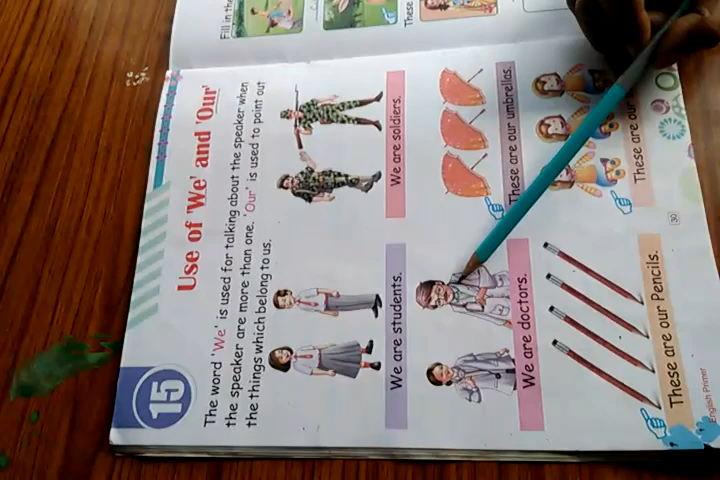 Fill in the
These
15
Use of 'We' and 'Our'
The word 'We' is used for talking about the speaker when
the speaker are more than one. 'Our' is used to point out
the things which belong to us.
We are students.
We are soldiers.
We are doctors.
These are our umbrellas.
These are our Pencils.
These are our
English Primer
30